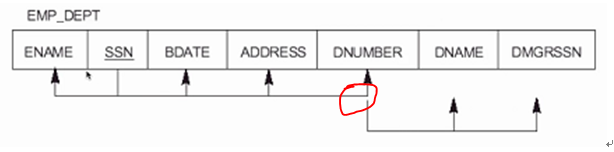 EMP_DEPT
ENAME SSN BDATE ADDRESS DNUMBER DNAME DMGRSSN